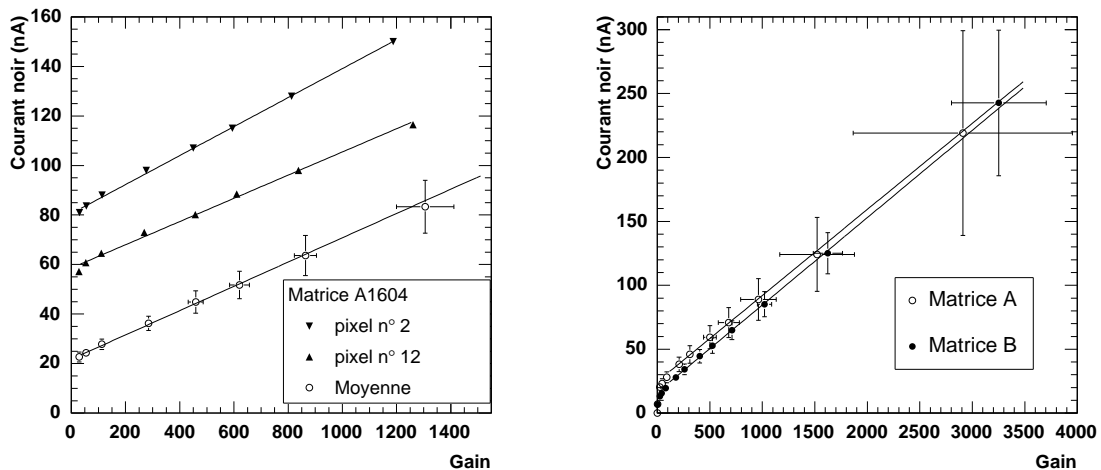 Courant noir (nA)
160
140
120
100
80
60
40
20
0
0 200 400 600 800 1000 1200 1400
Gain
Matrice A1604
pixel n° 2
pixel n° 12
Moyenne
Courant noir (nA)
300
250
200
150
100
50
0
0 500 1000 1500 2000 2500 3000 3500 4000
Gain
Matrice A
Matrice B